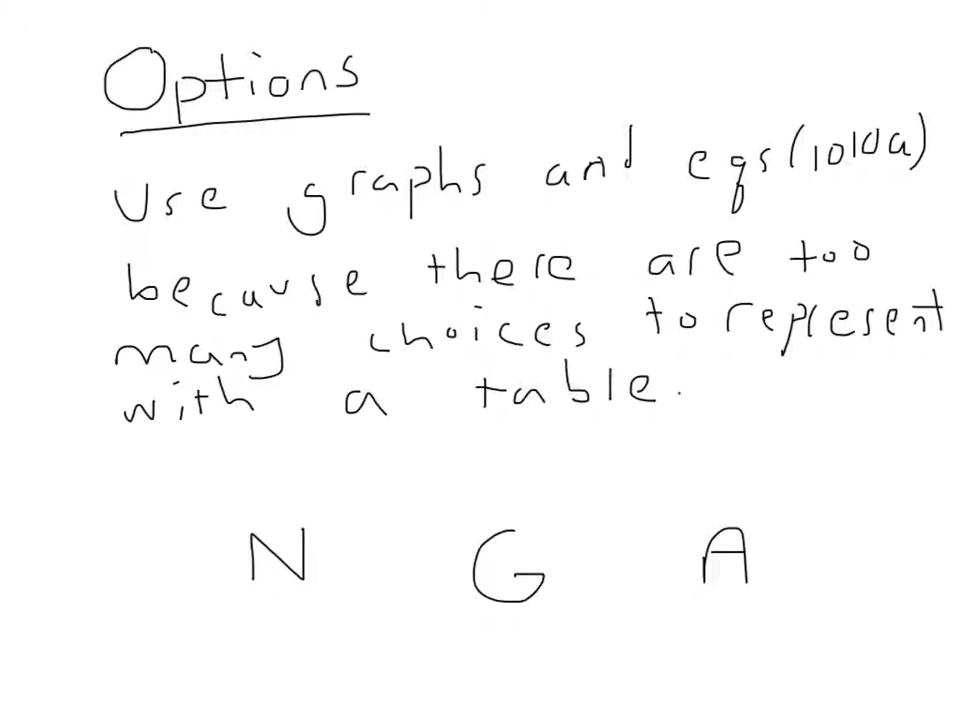 Options
Use graphs and eqs(1010a)
because there are too
many choices to represent
with a table.
N G A